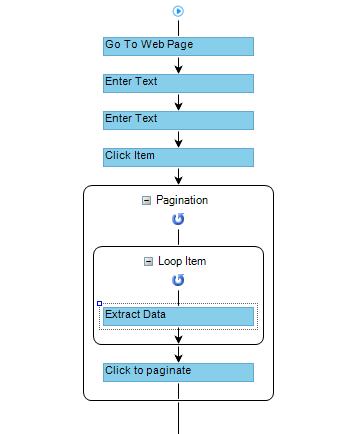 Go To Web Page
Enter Text
Enter Text
Click Item
Pagination
Loop Item
Extract Data
Click to paginate